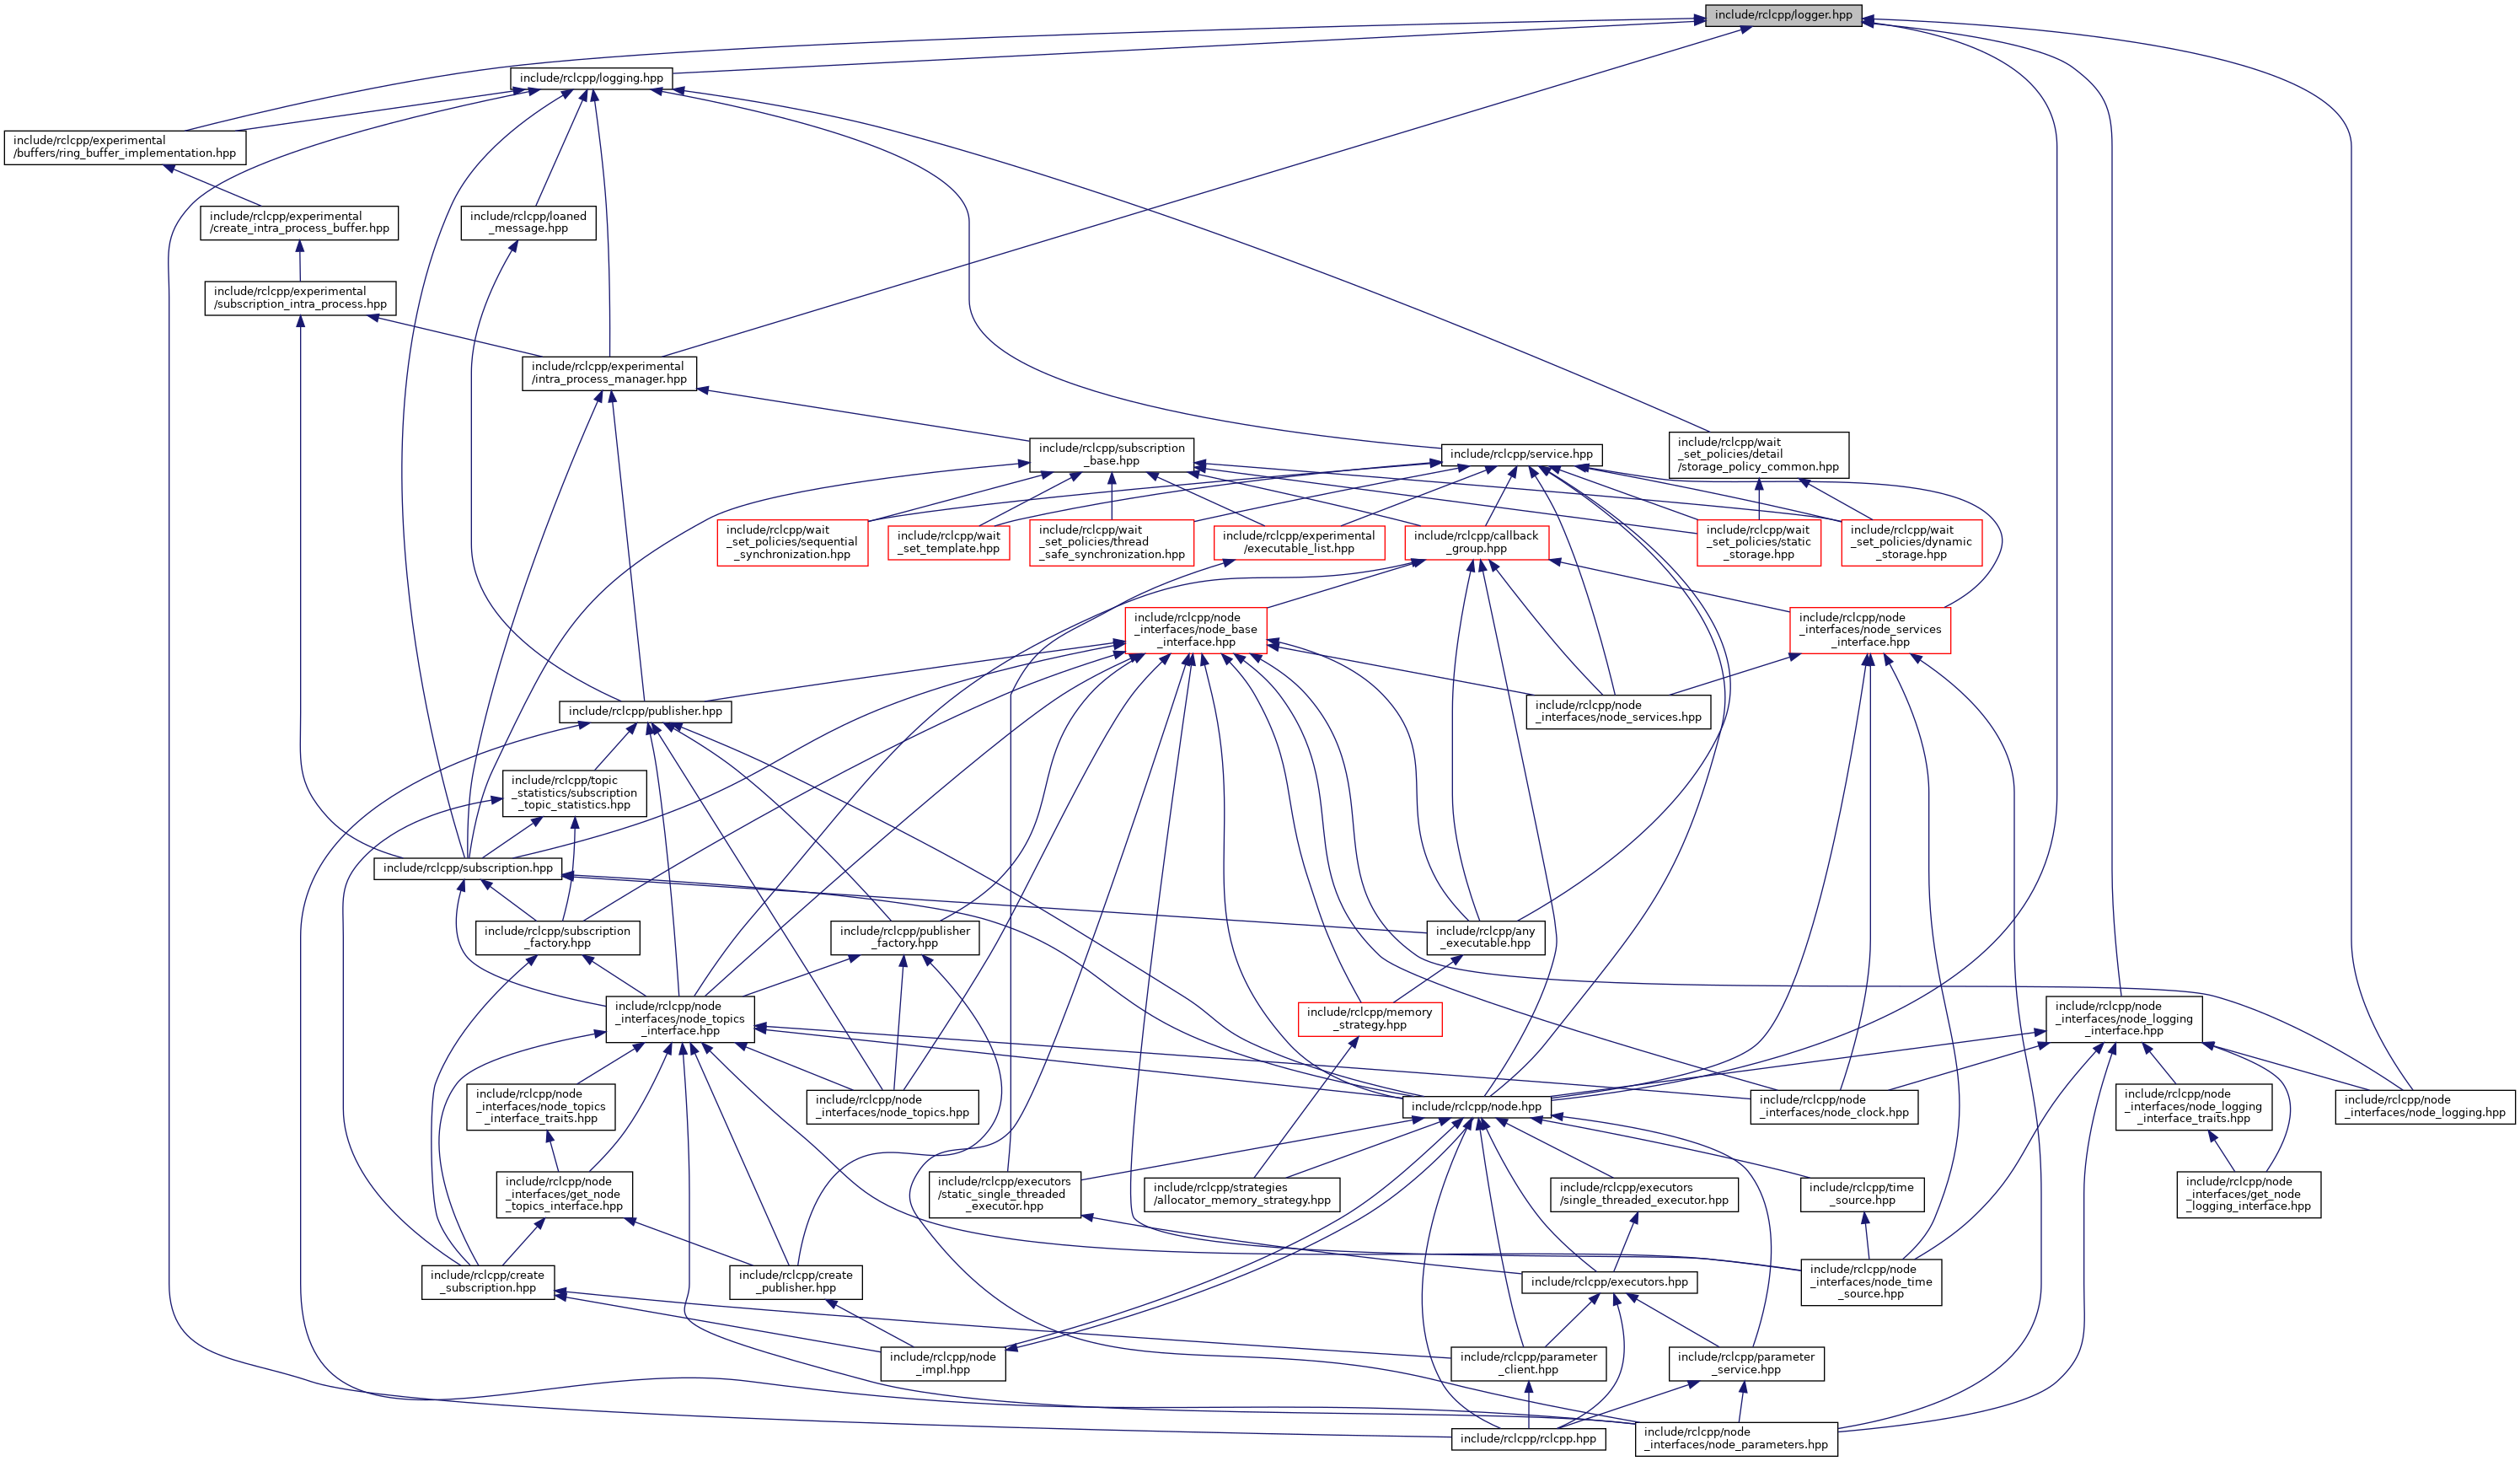 include/rclcpp/logger.hpp
include/rclcpp/logging.hpp
include/rclcpp/experimental
/buffers/ring_buffer_implementation.hpp
include/rclcpp/experimental
/create_intra_process_buffer.hpp
include/rclcpp/loaned
_message.hpp
include/rclcpp/experimental
/subscription_intra_process.hpp
include/rclcpp/experimental
/intra_process_manager.hpp
include/rclcpp/subscription
_base.hpp
include/rclcpp/service.hpp
include/rclcpp/wait
_set_policies/detail
/storage_policy_common.hpp
include/rclcpp/wait
_set_policies/sequential
_synchronization.hpp
include/rclcpp/wait
_set_template.hpp
include/rclcpp/wait
_set_policies/thread
_safe_synchronization.hpp
include/rclcpp/experimental
/executable_list.hpp
include/rclcpp/callback
_group.hpp
include/rclcpp/wait
_set_policies/static
_storage.hpp
include/rclcpp/wait
_set_policies/dynamic
_storage.hpp
include/rclcpp/node
_interfaces/node_base
_interface.hpp
include/rclcpp/node
_interfaces/node_services
_interface.hpp
include/rclcpp/publisher.hpp
include/rclcpp/node
_interfaces/node_services.hpp
include/rclcpp/topic
_statistics/subscription
_topic_statistics.hpp
include/rclcpp/subscription.hpp
include/rclcpp/subscription
_factory.hpp
include/rclcpp/publisher
_factory.hpp
include/rclcpp/any
_executable.hpp
include/rclcpp/node
_interfaces/node_topics
_interface.hpp
include/rclcpp/memory
_strategy.hpp
include/rclcpp/node
_interfaces/node_logging
_interface.hpp
include/rclcpp/node
_interfaces/node_topics
_interface_traits.hpp
include/rclcpp/node
_interfaces/node_topics.hpp
include/rclcpp/node.hpp
include/rclcpp/node
_interfaces/node_clock.hpp
include/rclcpp/node
_interfaces/node_logging
_interface_traits.hpp
include/rclcpp/node
_interfaces/node_logging.hpp
include/rclcpp/node
_interfaces/get_node
_topics_interface.hpp
include/rclcpp/executors
/static_single_threaded
_executor.hpp
include/rclcpp/strategies
/allocator_memory_strategy.hpp
include/rclcpp/executors
/single_threaded_executor.hpp
include/rclcpp/time
_source.hpp
include/rclcpp/node
_interfaces/get_node
_logging_interface.hpp
include/rclcpp/create
_subscription.hpp
include/rclcpp/create
_publisher.hpp
include/rclcpp/executors.hpp
include/rclcpp/node
_interfaces/node_time
_source.hpp
include/rclcpp/node
_impl.hpp
include/rclcpp/parameter
_client.hpp
include/rclcpp/parameter
_service.hpp
include/rclcpp/rclcpp.hpp
include/rclcpp/node
_interfaces/node_parameters.hpp